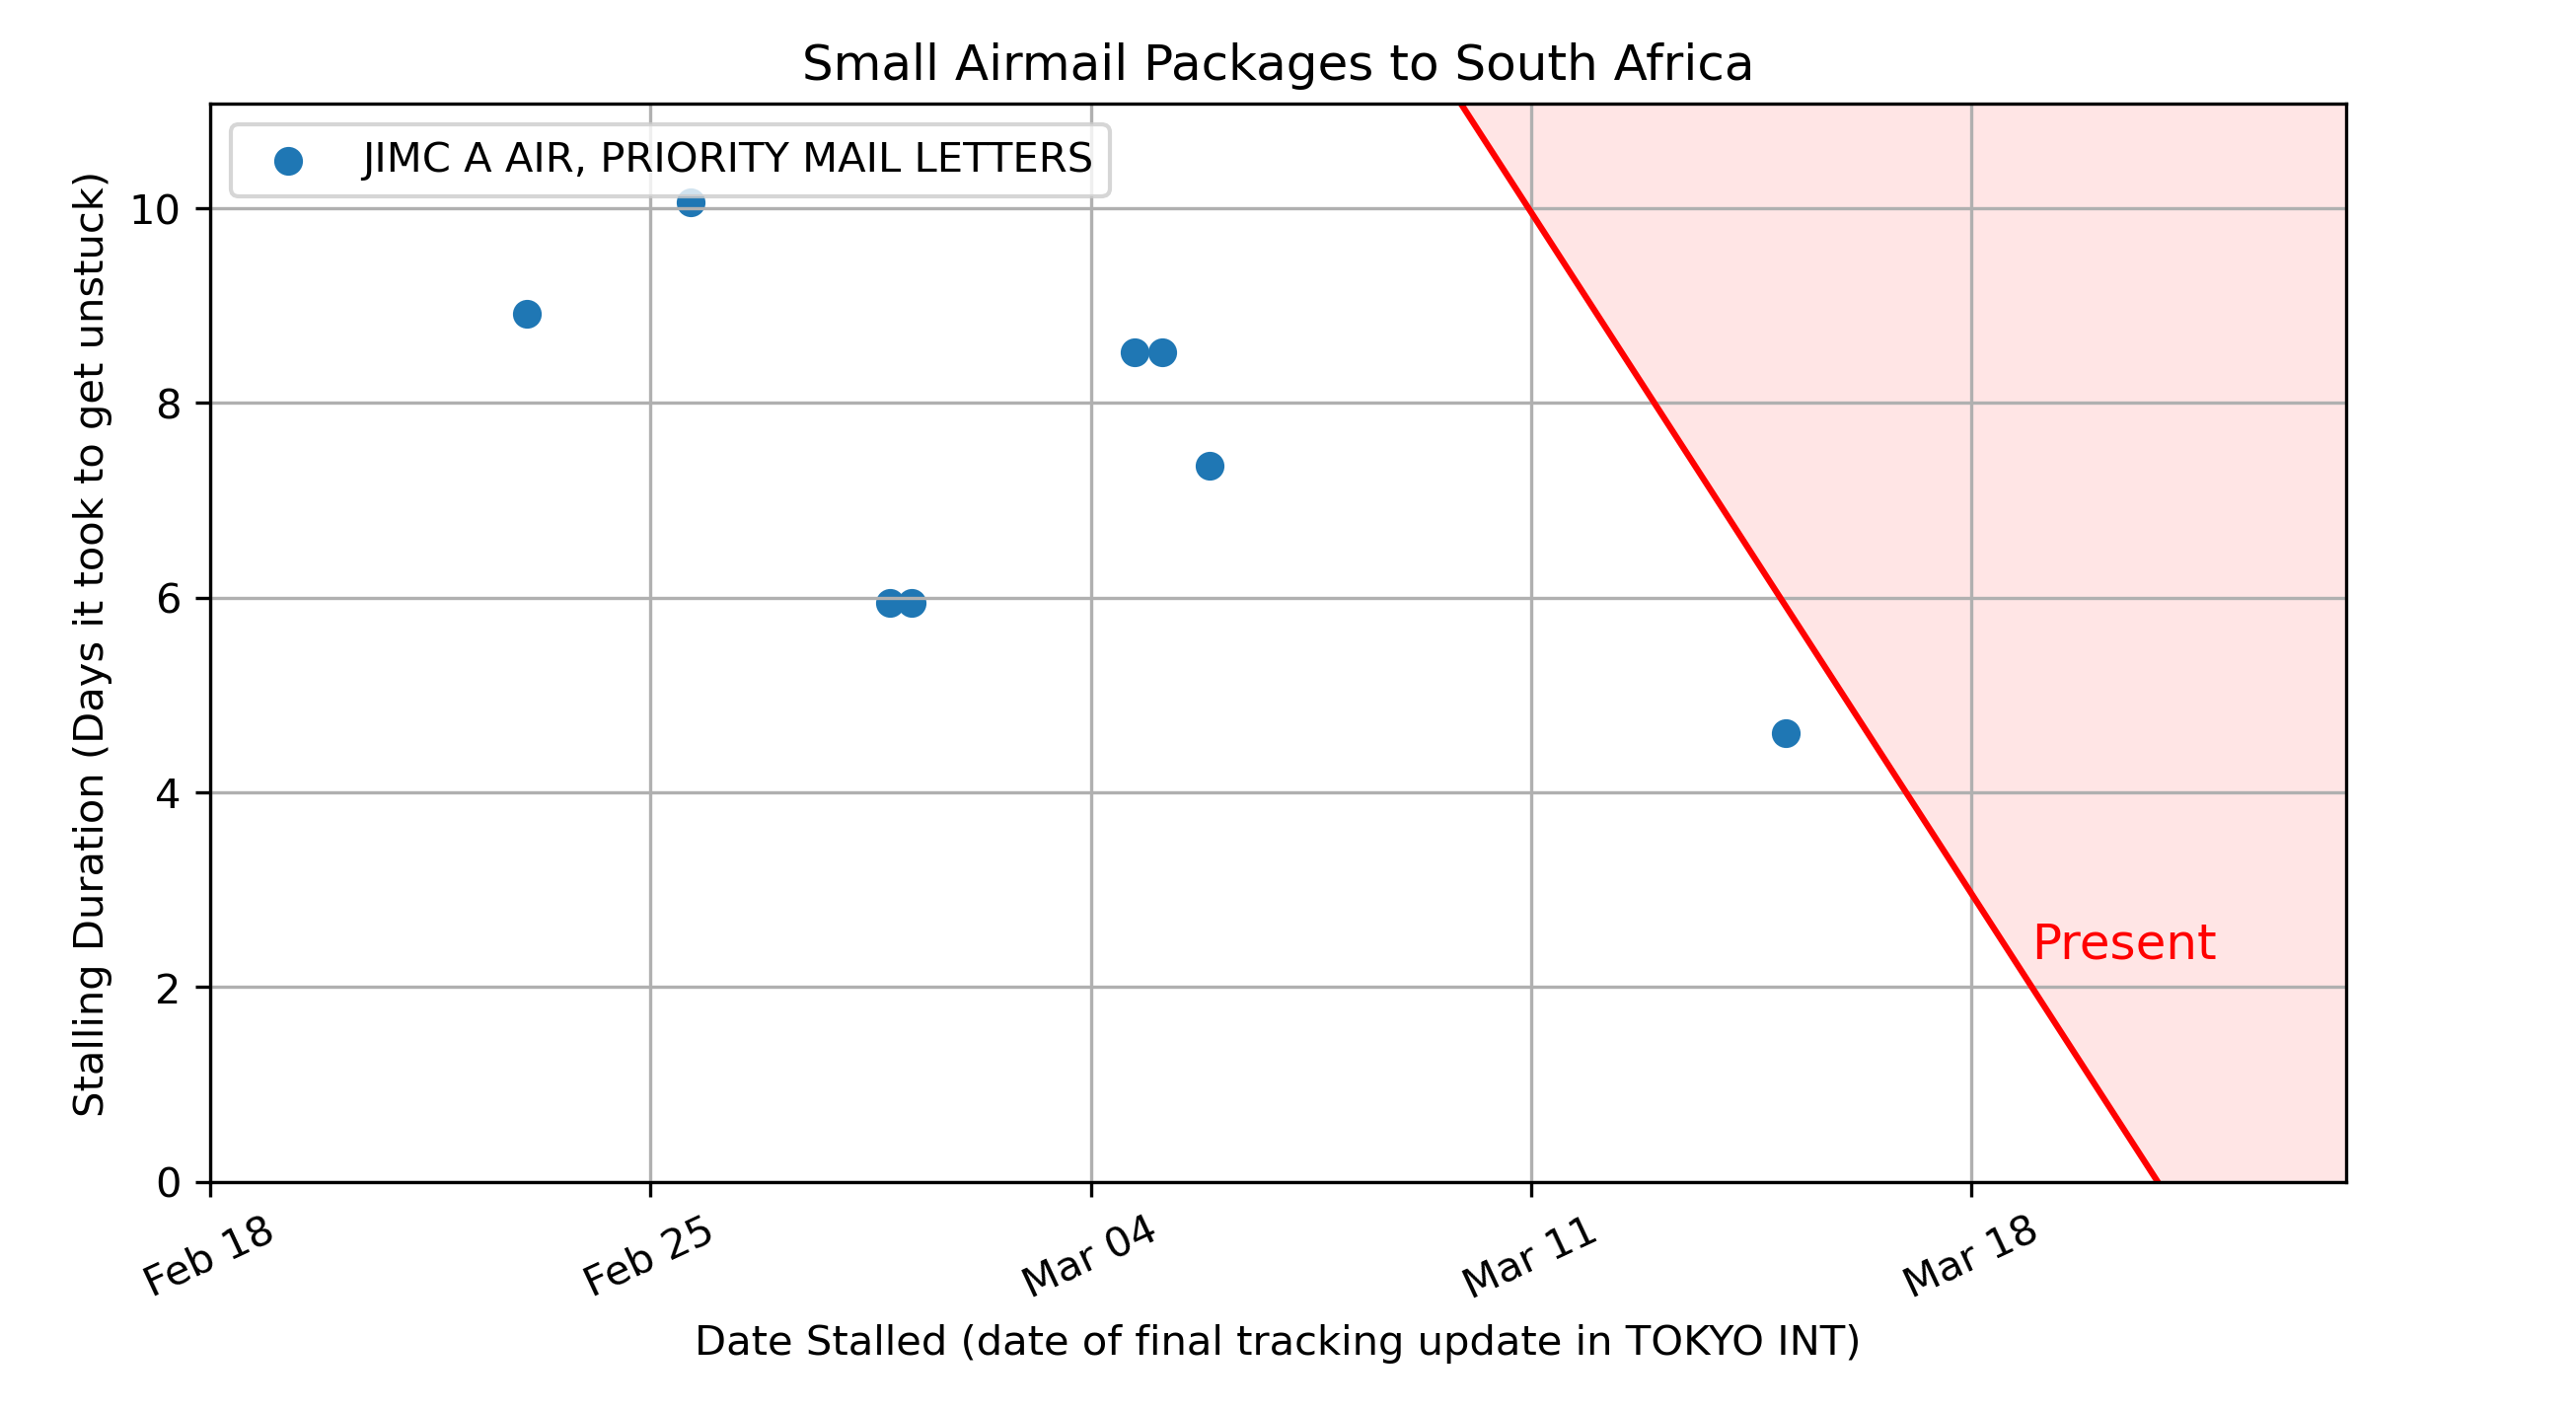 Small Airmail Packages to South Africa
JIMC A AIR, PRIORITY MAIL LETTERS
Stalling Duration (Days it took to get unstuck)
10
8
6
4
2
0
Present
Feb 18
Feb 25
Mar 04
Mar 11
Mar 18
Date Stalled (date of final tracking update in TOKYO INT)